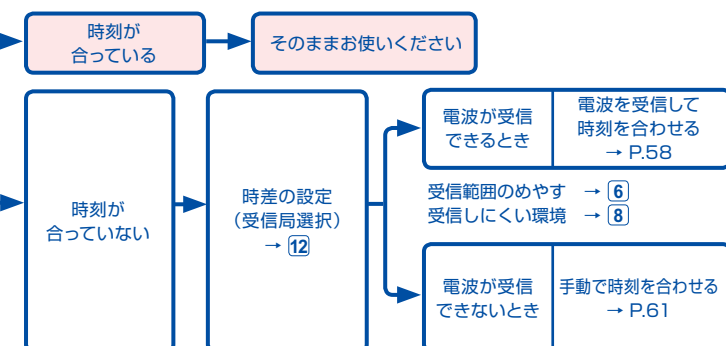 時刻が
合っている
そのままお使いください
時刻が
合っていない
時差の設定
(受信局選択)
→ 12
電波が受信
できるとき
電波を受信して
時刻を合わせる
→ P.58
受信範囲のめやす → 6
受信しにくい環境 → 8
電波が受信
できないとき
手動で時刻を合わせる
→ P.61